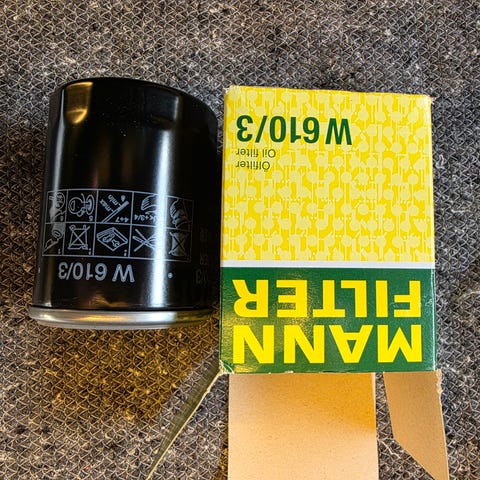 MANN
FILTER
Ölfilter
Oil filter
W 610/3
W 610/3